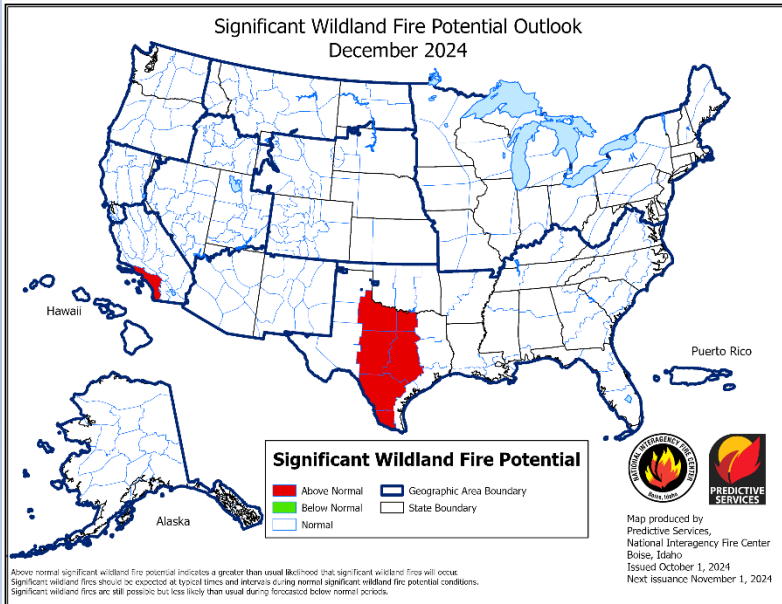 Significant Wildland Fire Potential Outlook
December 2024
Hawaii
Puerto Rico
Alaska
Significant Wildland Fire Potential
Above Normal
Geographic Area Boundary
Below Normal
State Boundary
Normal
NATIONAL INTERAGENCY FIRE CENTER
Boise, Idaho
PREDICTIVE
SERVICES
Map produced by
Predictive Services,
National Interagency Fire Center
Boise, Idaho
Issued October 1, 2024
Next issuance November 1, 2024
Above normal significant wildland fire potential indicates a greater than usual likelihood that significant wildland fires will occur.
Significant wildland fires should be expected at typical times and intervals during normal significant wildland fire potential conditions.
Significant wildland fires are still possible but less likely than usual during forecasted below normal periods.